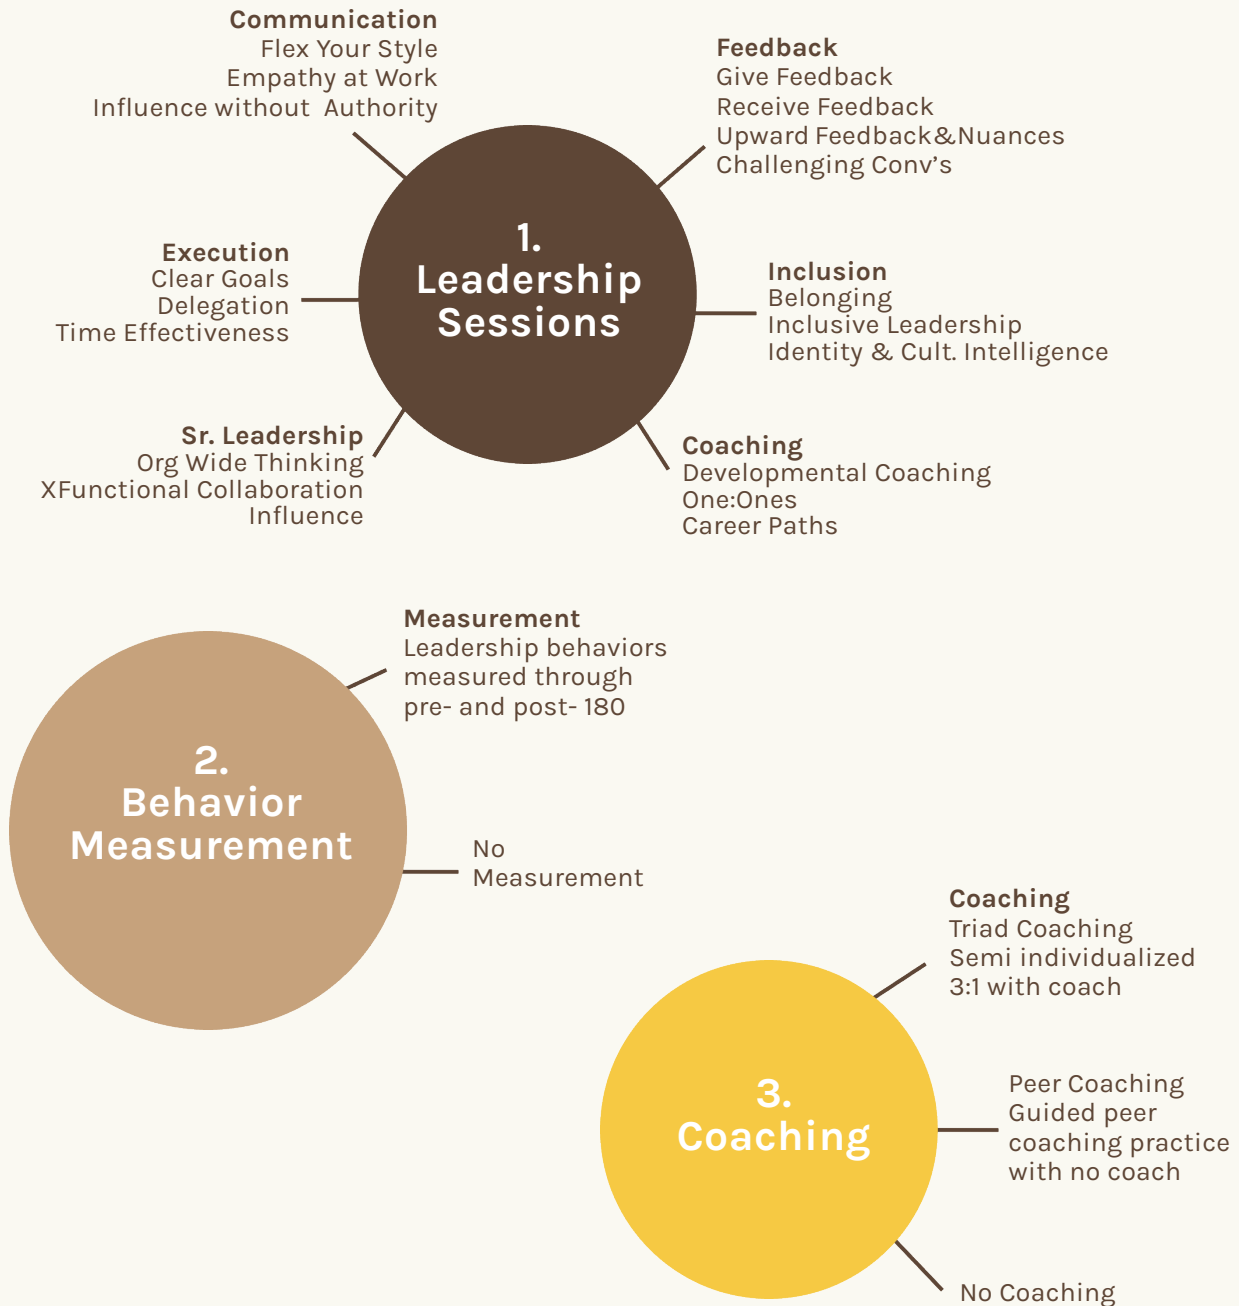 Communication
Flex Your Style
Empathy at Work
Influence without Authority
Feedback
Give Feedback
Receive Feedback
Upward Feedback&Nuances
Challenging Conv’s
1.
Leadership
Sessions
Execution
Clear Goals
Delegation
Time Effectiveness
Inclusion
Belonging
Inclusive Leadership
Identity & Cult. Intelligence
Sr. Leadership
Org Wide Thinking
XFunctional Collaboration
Influence
Coaching
Developmental Coaching
One:Ones
Career Paths
2.
Behavior
Measurement
Measurement
Leadership behaviors
measured through
pre- and post- 180
No
Measurement
3.
Coaching
Coaching
Triad Coaching
Semi individualized
3:1 with coach
Peer Coaching
Guided peer
coaching practice
with no coach
No Coaching